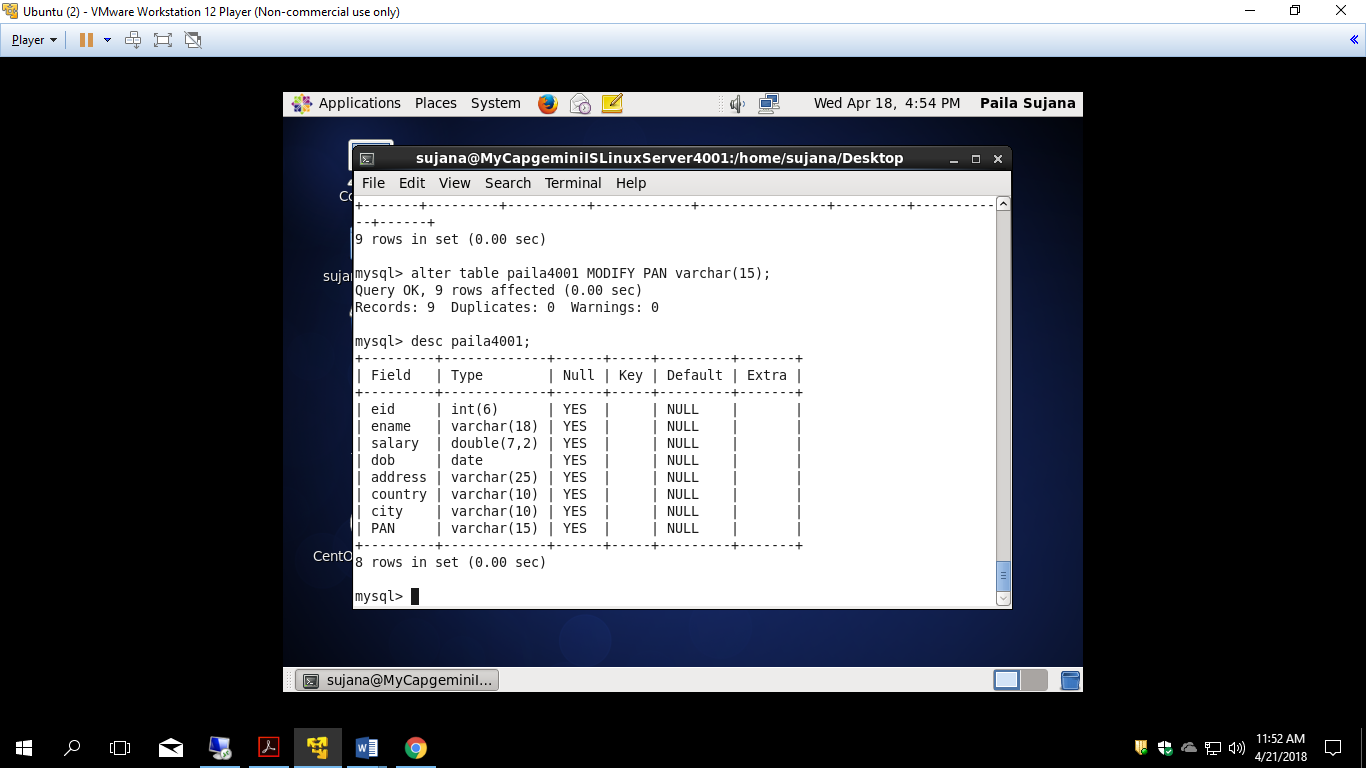 Ubuntu (2) - VMware Workstation 12 Player (Non-commercial use only)
Player
Applications Places System Wed Apr 18, 4:54 PM Paila Sujana
sujana@MyCapgeminiISLinuxServer4001:/home/sujana/Desktop
File Edit View Search Terminal Help
+-------+---------+----------+------------+----------------+---------+----------
--+------+
9 rows in set (0.00 sec)
mysql> alter table paila4001 MODIFY PAN varchar(15);
Query OK, 9 rows affected (0.00 sec)
Records: 9  Duplicates: 0  Warnings: 0
mysql> desc paila4001;
+---------+-------------+------+-----+---------+-------+
| Field   | Type        | Null | Key | Default | Extra |
+---------+-------------+------+-----+---------+-------+
| eid     | int(6)      | YES  |     | NULL    |       |
| ename   | varchar(18) | YES  |     | NULL    |       |
| salary  | double(7,2) | YES  |     | NULL    |       |
| dob     | date        | YES  |     | NULL    |       |
| address | varchar(25) | YES  |     | NULL    |       |
| country | varchar(10) | YES  |     | NULL    |       |
| city    | varchar(10) | YES  |     | NULL    |       |
| PAN     | varchar(15) | YES  |     | NULL    |       |
+---------+-------------+------+-----+---------+-------+
8 rows in set (0.00 sec)
mysql>
Co
suja
CentO
sujana@MyCapgeminiI...
11:52 AM
4/21/2018